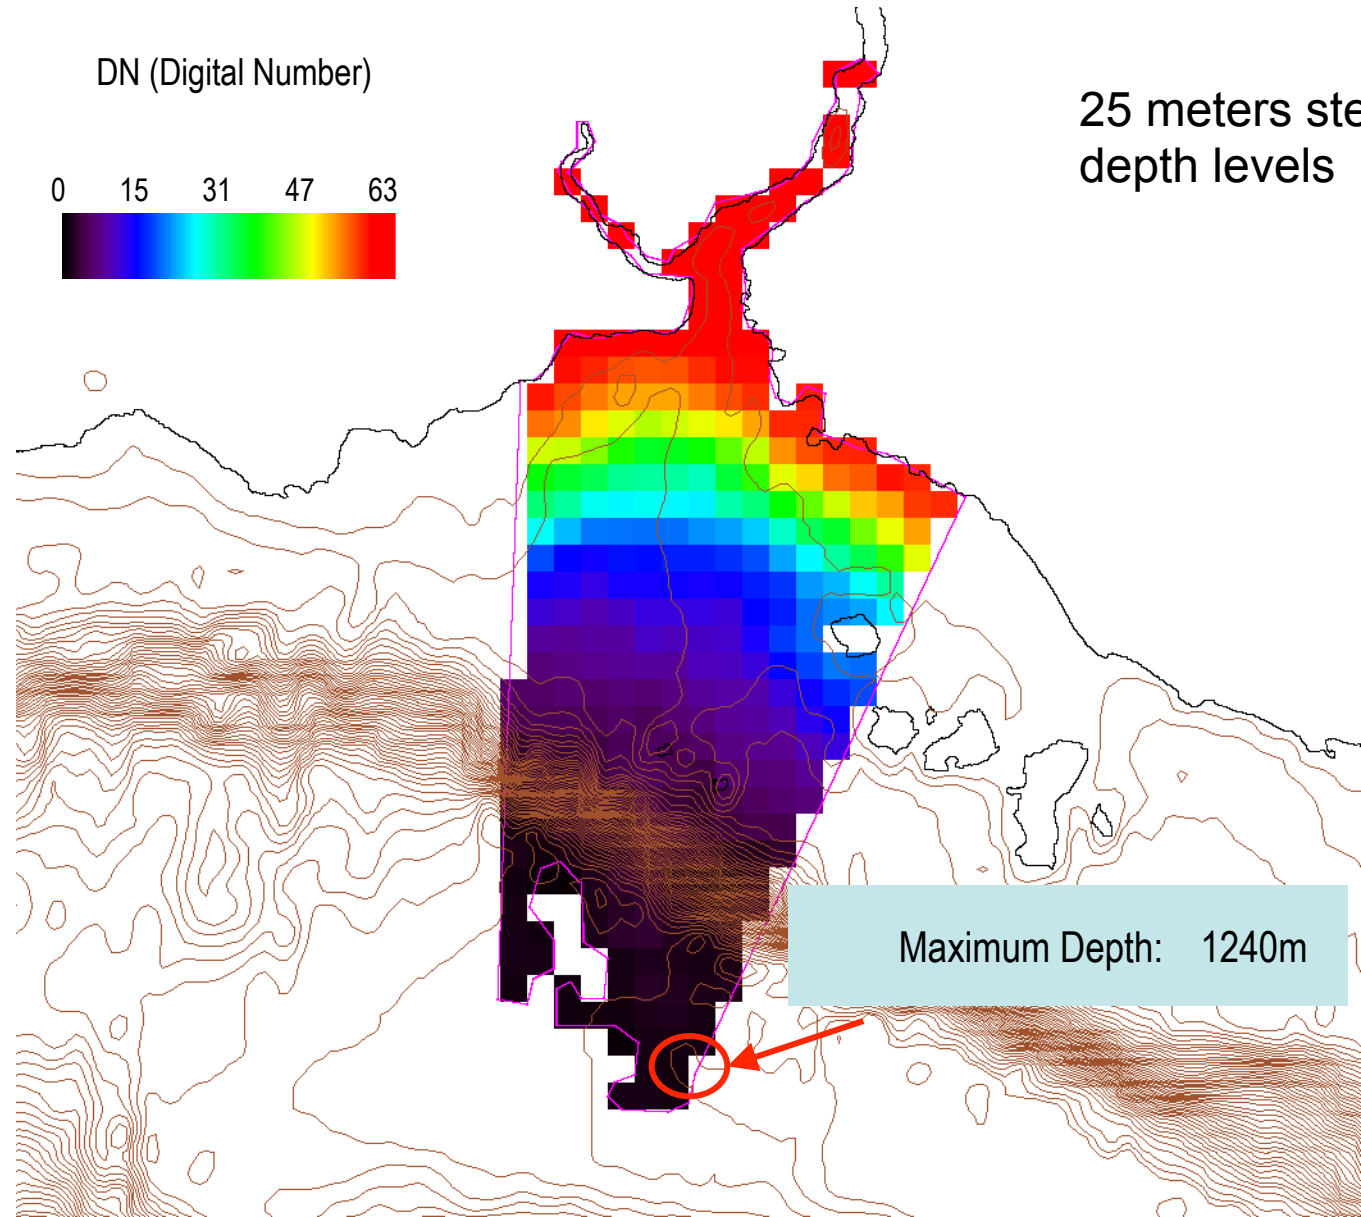 DN (Digital Number)
0 15 31 47 63
25 meters
depth levels
Maximum Depth: 1240m